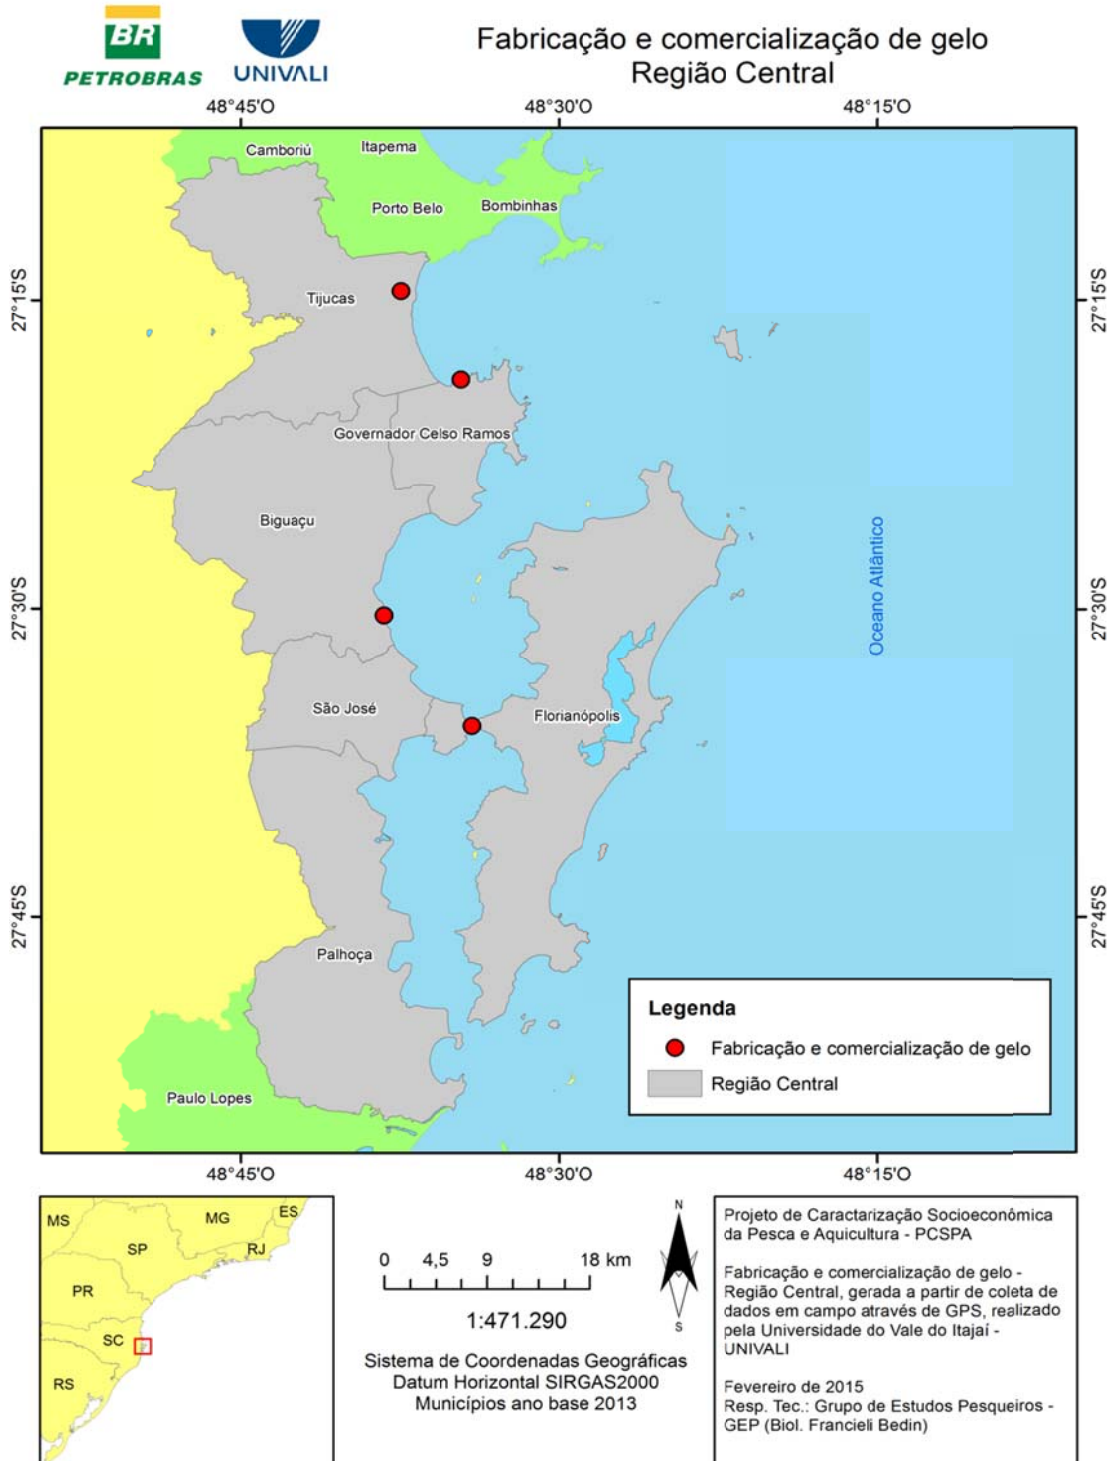 BR
PETROBRAS
UNIVALI
Fabricação e comercialização de gelo
Região Central
48°45'O
48°30'O
48°15'O
27°15'S
27°15'S
27°30'S
27°30'S
27°45'S
27°45'S
Camboriú
Itapema
Porto Belo
Bombinhas
Tijucas
Governador Celso Ramos
Biguaçu
Oceano Atlântico
São José
Florianópolis
Palhoça
Paulo Lopes
Legenda
Fabricação e comercialização de gelo
Região Central
48°45'O
48°30'O
48°15'O
MS
MG
ES
SP
RJ
PR
SC
RS
0 4,5 9 18 km
1:471.290
Sistema de Coordenadas Geográficas
Datum Horizontal SIRGAS2000
Municípios ano base 2013
N
S
Projeto de Caractarização Socioeconômica
da Pesca e Aquicultura - PCSPA
Fabricação e comercialização de gelo -
Região Central, gerada a partir de coleta de
dados em campo através de GPS, realizado
pela Universidade do Vale do Itajaí -
UNIVALI
Fevereiro de 2015
Resp. Tec.: Grupo de Estudos Pesqueiros -
GEP (Biol. Francieli Bedin)